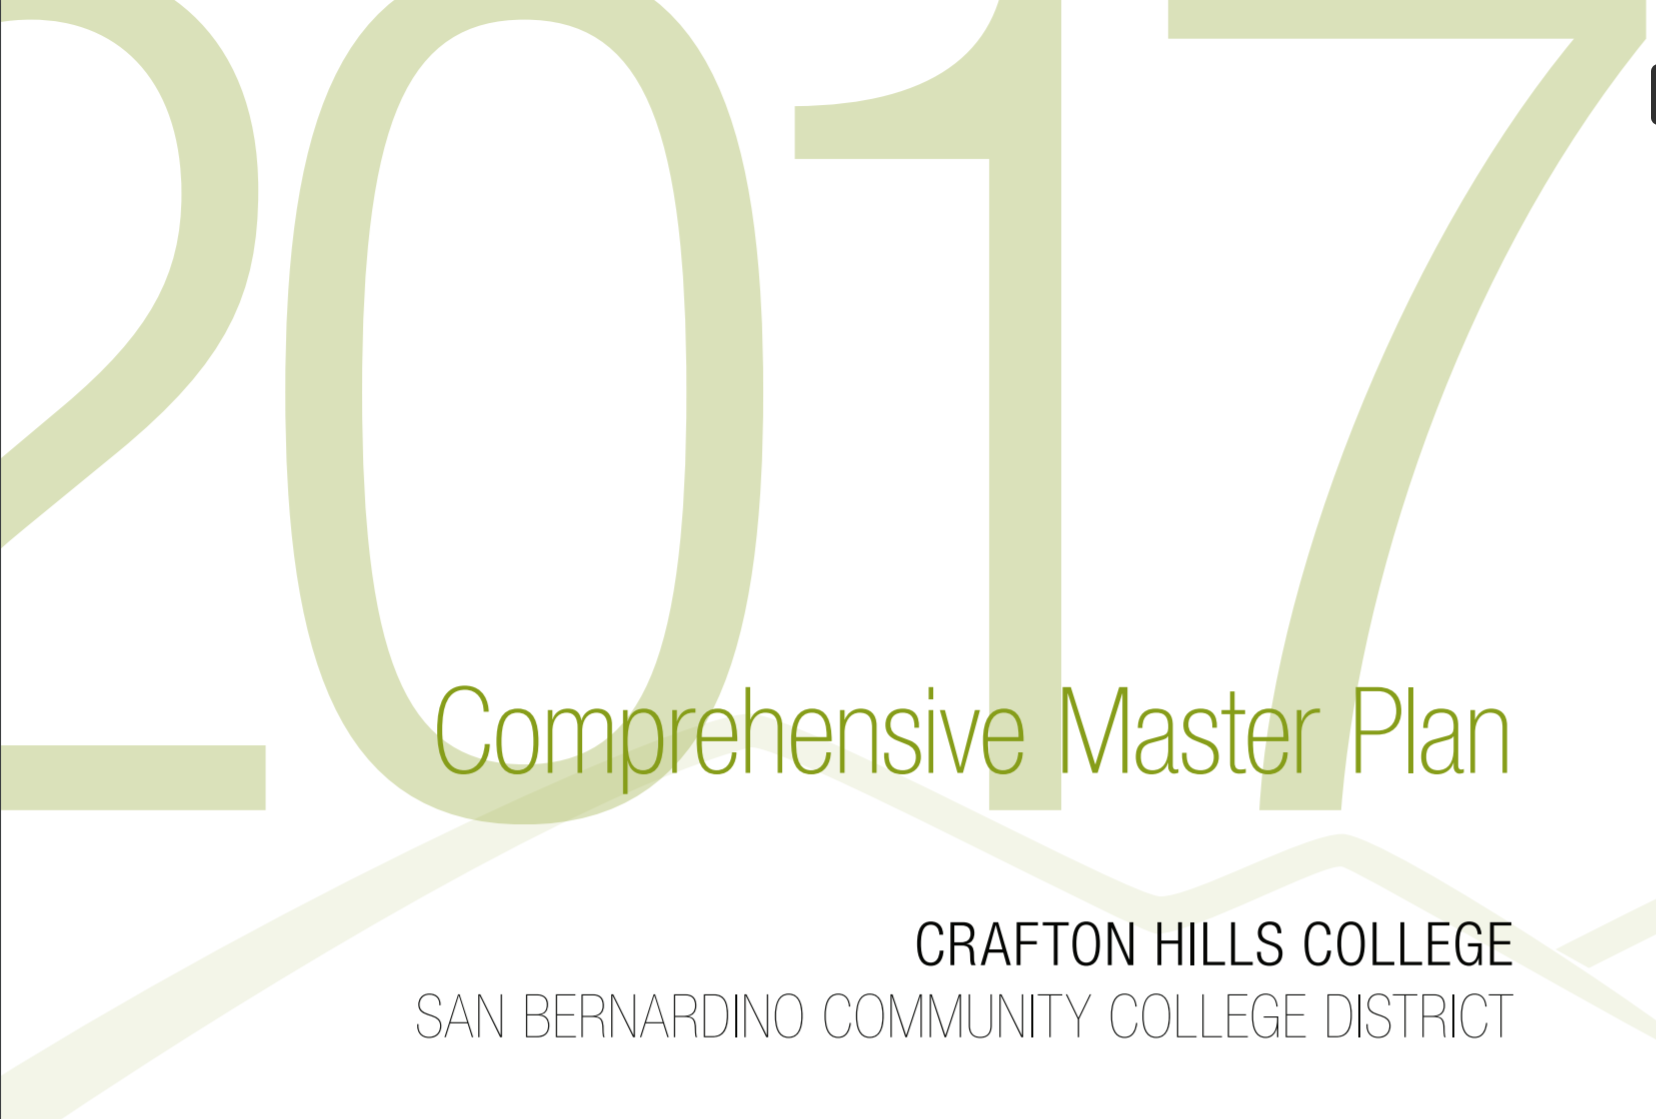 2017
Comprehensive Master Plan
CRAFTON HILLS COLLEGE
SAN BERNARDINO COMMUNITY COLLEGE DISTRICT